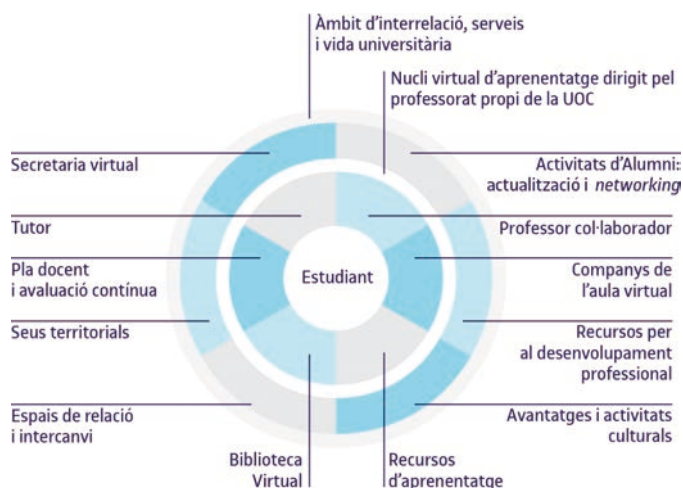 Àmbit d'interrelació, serveis
i vida universitària
Nucli virtual d'aprenentatge dirigit pel
professorat propi de la UOC
Secretaria virtual
Activitats d'Alumni:
actualització i networking
Tutor
Professor col·laborador
Pla docent
i avaluació contínua
Estudiant
Companys de
l'aula virtual
Seus territorials
Recursos per
al desenvolupament
professional
Espais de relació
i intercanvi
Avantatges i activitats
culturals
Biblioteca
Virtual
Recursos
d'aprenentatge